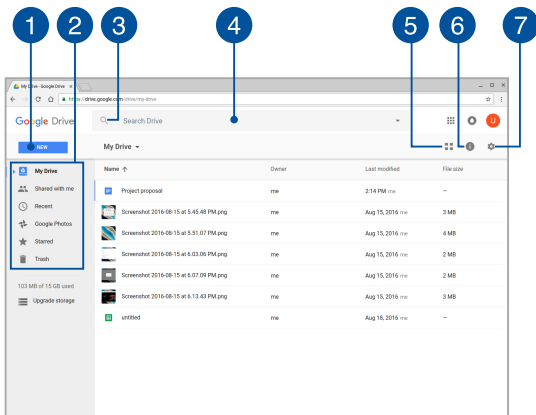 1 2 3 4 5 6 7
My Drive - Google Drive
https://drive.google.com/drive/my-drive
Google Drive
Search Drive
U
NEW
My Drive
My Drive
Name
Owner
Last modified
File size
Shared with me
Project proposal
me
2:14 PM me
–
Recent
Screenshot 2016-08-15 at 5.45.48 PM.png
me
Aug 15, 2016 me
3 MB
Google Photos
Screenshot 2016-08-15 at 5.51.07 PM.png
me
Aug 15, 2016 me
4 MB
Starred
Screenshot 2016-08-15 at 6.03.06 PM.png
me
Aug 15, 2016 me
2 MB
Trash
Screenshot 2016-08-15 at 6.07.09 PM.png
me
Aug 15, 2016 me
2 MB
103 MB of 15 GB used
Screenshot 2016-08-15 at 6.13.43 PM.png
me
Aug 15, 2016 me
3 MB
Upgrade storage
untitled
me
Aug 18, 2016 me
–